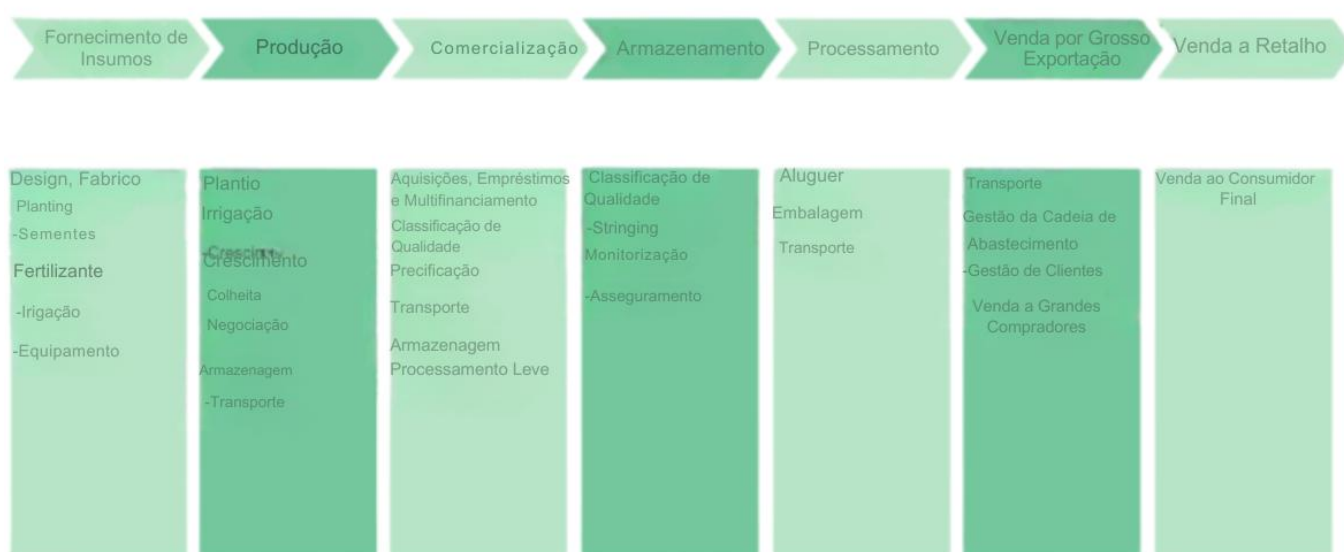 Fornecimento de
Insumos
Produção
Comercialização
Armazenamento
Processamento
Venda por Grosso
Exportação
Venda a Retalho
Design, Fabrico
Planting
-Sementes
Fertilizante
-Irigação
-Equipamento
Plantio
Irrigação
Crescimento
Colheita
Negociação
Armazenagem
-Transporte
Aquisições, Empréstimos
e Multifinanciamento
Classificação de
Qualidade
Precificação
Transporte
Armazenagem
Processamento Leve
Classificação de
Qualidade
-Stringing
Monitorização
-Asseguramento
Aluguer
Embalagem
Transporte
Transporte
Gestão da Cadeia de
Abastecimento
-Gestão de Clientes
Venda a Grandes
Compradores
Venda ao Consumidor
Final